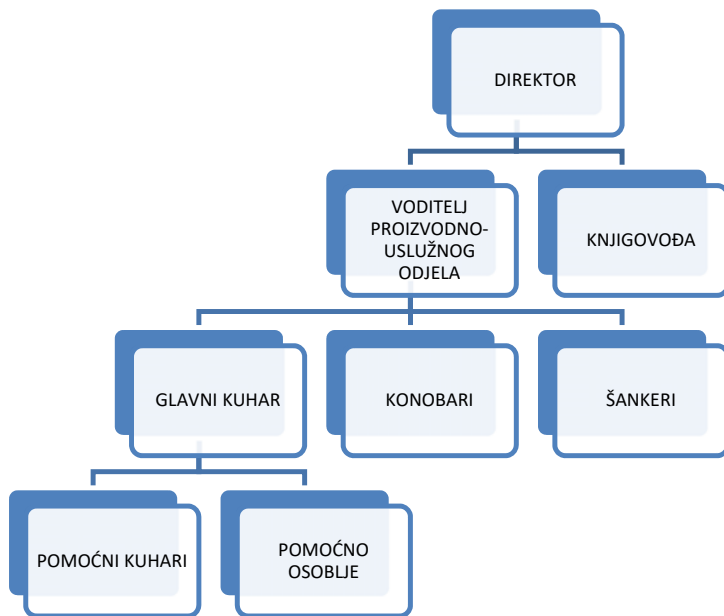 DIREKTOR
VODITELJ
PROIZVODNO-
USLUŽNOG
ODJELA
KNJIGOVOĐA
GLAVNI KUHAR
KONOBARI
ŠANKERI
POMOĆNI KUHARI
POMOĆNO
OSOBLJE